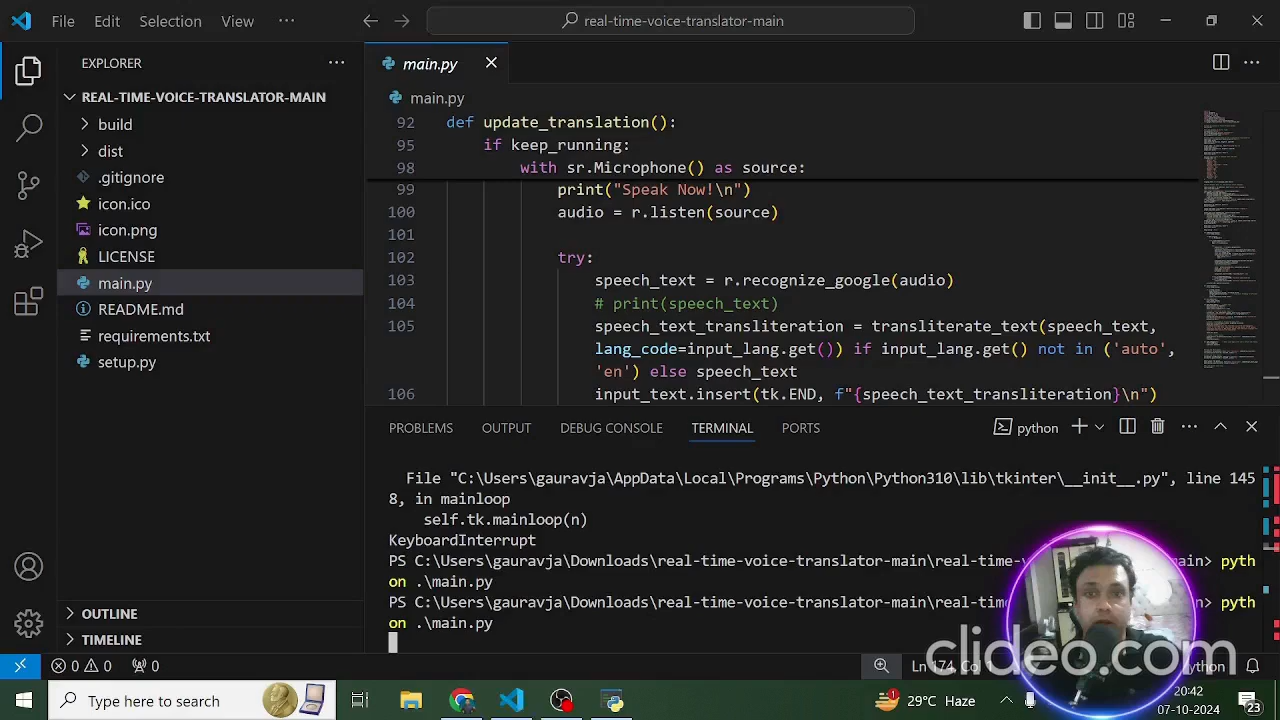 File Edit Selection View ··· real-time-voice-translator-main
EXPLORER ···
REAL-TIME-VOICE-TRANSLATOR-MAIN
build
dist
.gitignore
icon.ico
icon.png
LICENSE
main.py
README.md
requirements.txt
setup.py
OUTLINE
TIMELINE
main.py
main.py
92 def update_translation():
95 if keep_running:
98 with sr.Microphone() as source:
99 print("Speak Now!\n")
100 audio = r.listen(source)
101
102 try:
103 speech_text = r.recognize_google(audio)
104 # print(speech_text)
105 speech_text_transliteration = transliterate_text(speech_text,
lang_code=input_lang.get()) if input_lang.get() not in ('auto',
'en') else speech_text
106 input_text.insert(tk.END, f"{speech_text_transliteration}\n")
PROBLEMS OUTPUT DEBUG CONSOLE TERMINAL PORTS python
File "C:\Users\gauravja\AppData\Local\Programs\Python\Python310\lib\tkinter\__init__.py", line 145
8, in mainloop
self.tk.mainloop(n)
KeyboardInterrupt
PS C:\Users\gauravja\Downloads\real-time-voice-translator-main\real-time- main> pyth
on .\main.py
PS C:\Users\gauravja\Downloads\real-time-voice-translator-main\real-time > pyth
on .\main.py
clideo.com
0 0 0 Ln 174, Col
Type here to search 1 29°C Haze 20:42
07-10-2024 23